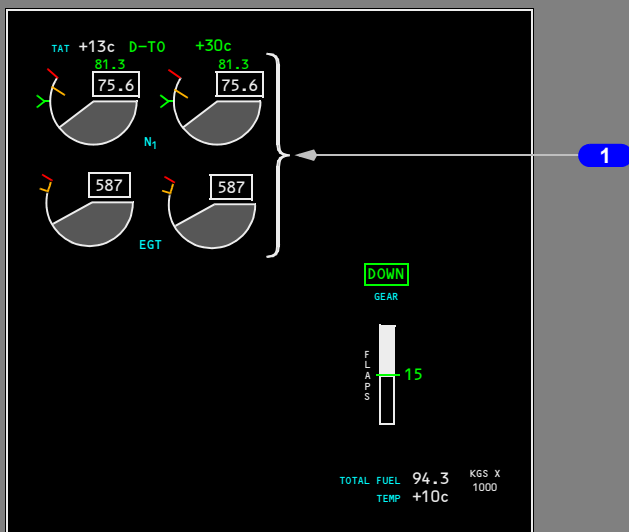 TAT +13c D-TO +30c
81.3 81.3
75.6 75.6
N1
587 587
EGT
1
DOWN
GEAR
FLAPS
15
TOTAL FUEL 94.3 KGS X
1000
TEMP +10c